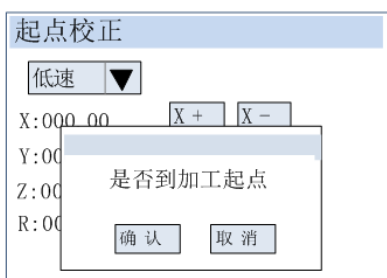 起点校正
低速
X:000.00 X + X -
Y:00
是否到加工起点
Z:00
R:00
确 认 取 消